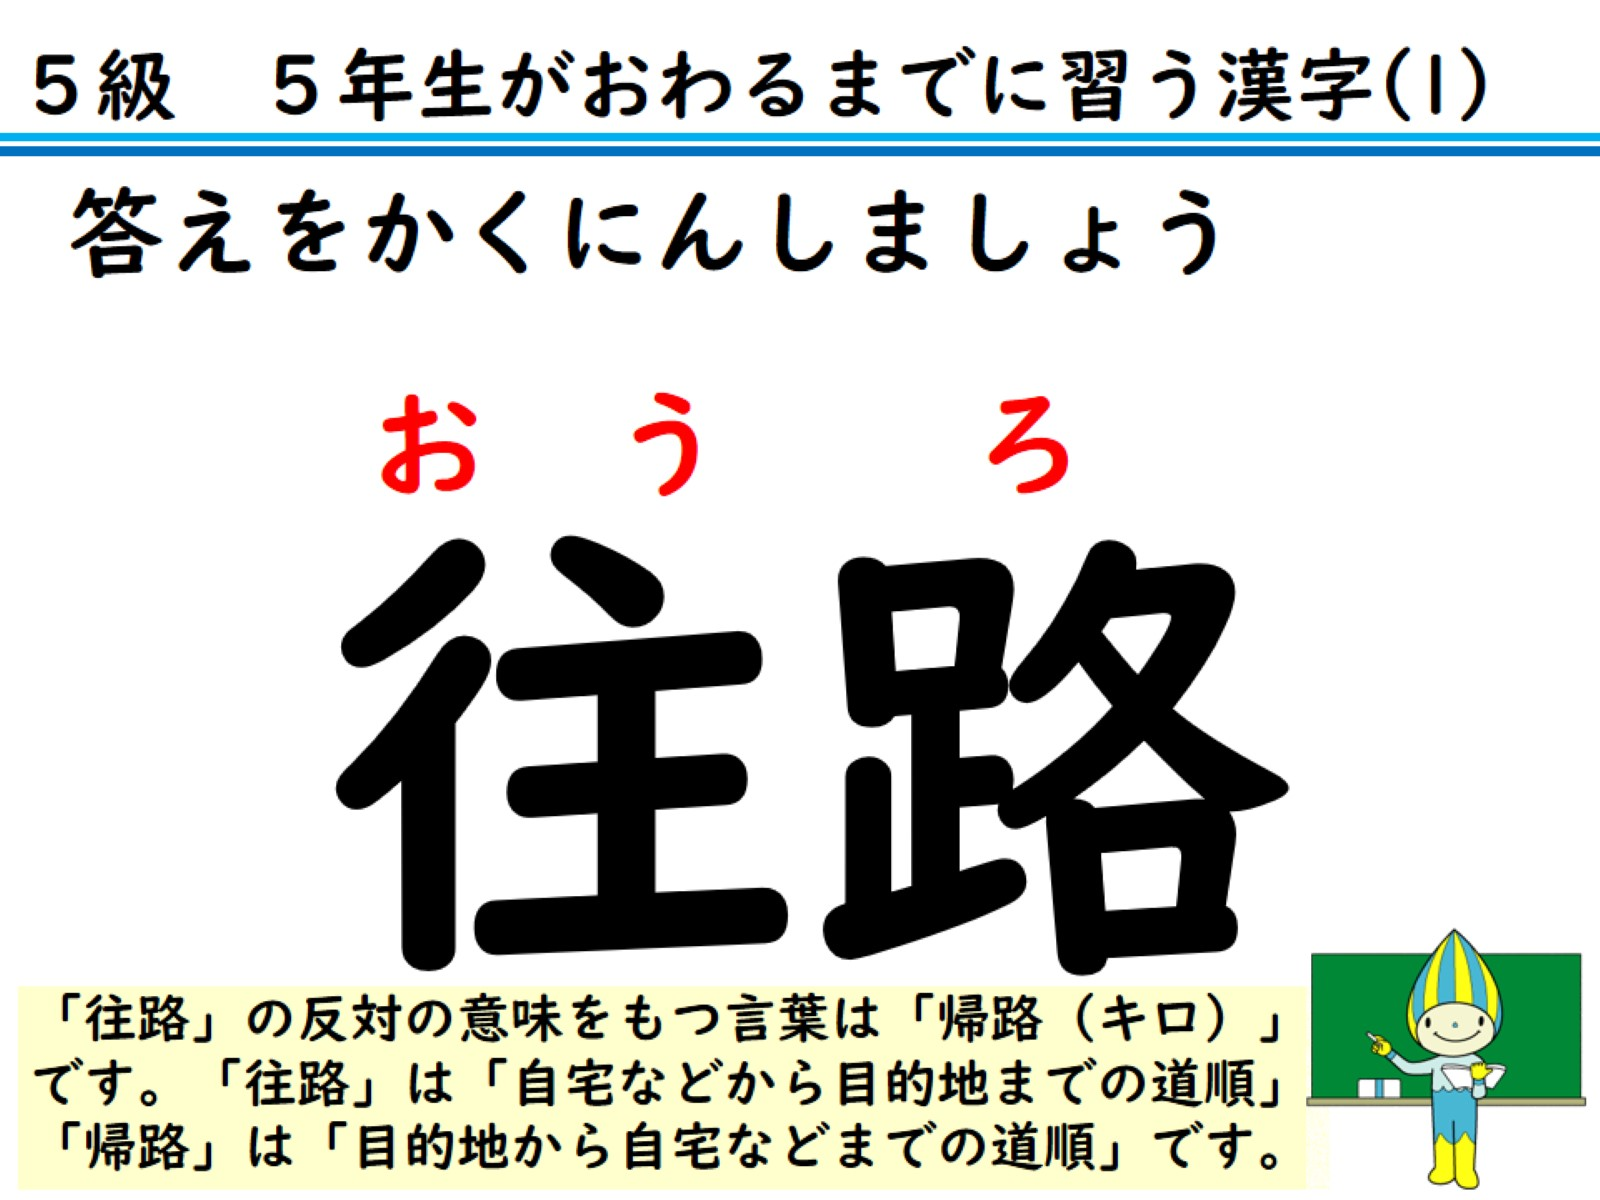 ５級　５年生がおわるまでに習う漢字(1)
答えをかくにんしましょう
おうろ
往路
「往路」の反対の意味をもつ言葉は「帰路（キロ）」
です。「往路」は「自宅などから目的地までの道順」
「帰路」は「目的地から自宅などまでの道順」です。